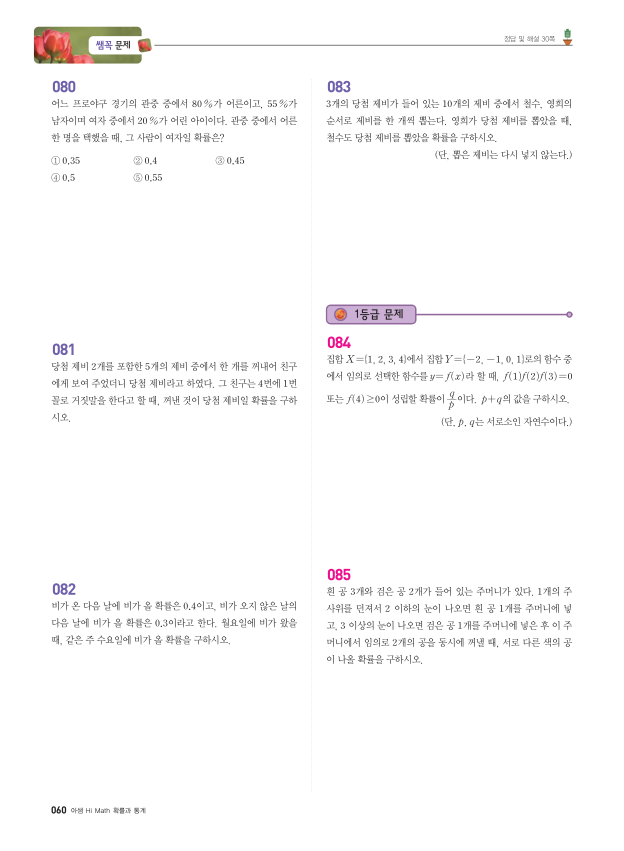 쌤꼭 문제
정답 및 해설 30쪽
080
어느 프로야구 경기의 관중 중에서 80 %가 어른이고, 55 %가
남자이며 여자 중에서 20 %가 어린 아이이다. 관중 중에서 어른
한 명을 택했을 때, 그 사람이 여자일 확률은?
① 0.35 ② 0.4 ③ 0.45
④ 0.5 ⑤ 0.55
081
당첨 제비 2개를 포함한 5개의 제비 중에서 한 개를 꺼내어 친구
에게 보여 주었더니 당첨 제비라고 하였다. 그 친구는 4번에 1번
꼴로 거짓말을 한다고 할 때, 꺼낸 것이 당첨 제비일 확률을 구하
시오.
082
비가 온 다음 날에 비가 올 확률은 0.4이고, 비가 오지 않은 날의
다음 날에 비가 올 확률은 0.3이라고 한다. 월요일에 비가 왔을
때, 같은 주 수요일에 비가 올 확률을 구하시오.
083
3개의 당첨 제비가 들어 있는 10개의 제비 중에서 철수, 영희의
순서로 제비를 한 개씩 뽑는다. 영희가 당첨 제비를 뽑았을 때,
철수도 당첨 제비를 뽑았을 확률을 구하시오.
(단, 뽑은 제비는 다시 넣지 않는다.)
1등급 문제
084
집합 X={1, 2, 3, 4}에서 집합 Y={-2, -1, 0, 1}로의 함수 중
에서 임의로 선택한 함수를 y=f(x)라 할 때, f(1)f(2)f(3)=0
또는 f(4)≥0이 성립할 확률이 q/p이다. p+q의 값을 구하시오.
(단, p, q는 서로소인 자연수이다.)
085
흰 공 3개와 검은 공 2개가 들어 있는 주머니가 있다. 1개의 주
사위를 던져서 2 이하의 눈이 나오면 흰 공 1개를 주머니에 넣
고, 3 이상의 눈이 나오면 검은 공 1개를 주머니에 넣은 후 이 주
머니에서 임의로 2개의 공을 동시에 꺼낼 때, 서로 다른 색의 공
이 나올 확률을 구하시오.
060 아샘 Hi Math 확률과 통계